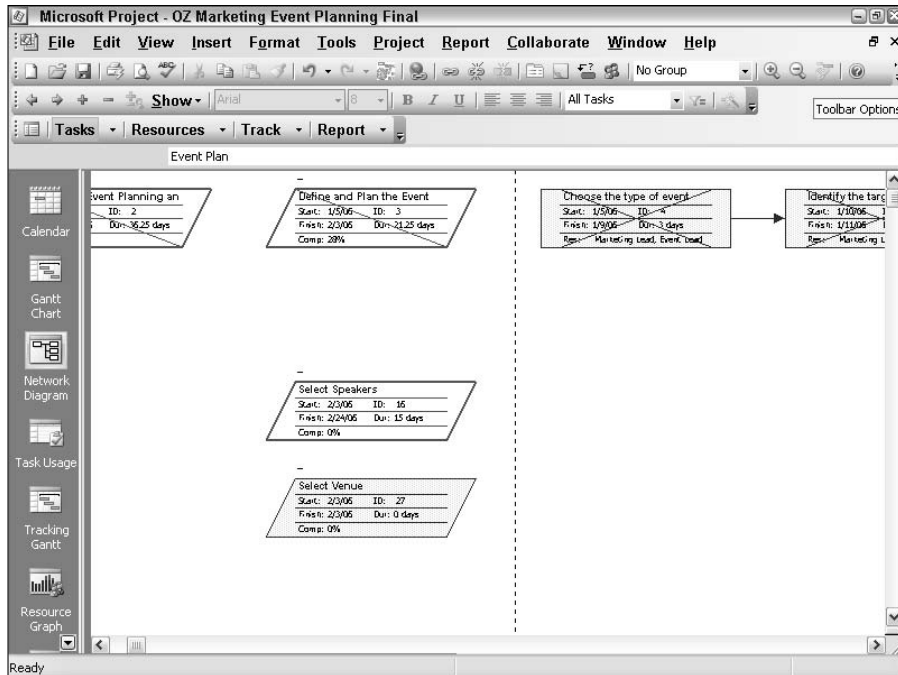 Microsoft Project - OZ Marketing Event Planning Final
File Edit View Insert Format Tools Project Report Collaborate Window Help
No Group
Show Arial 8 B I U All Tasks
Toolbar Options
Tasks Resources Track Report
Event Plan
Calendar
Gantt
Chart
Network
Diagram
Task Usage
Tracking
Gantt
Resource
Graph
Event Planning an
ID: 2
Dur: 36.25 days
Define and Plan the Event
Start: 1/5/06 ID: 3
Finish: 2/3/06 Dur: 21.25 days
Comp: 28%
Choose the type of event
Start: 1/5/06 ID: 4
Finish: 1/9/06 Dur: 3 days
Res: Marketing Lead, Event Lead
Identify the targ
Start: 1/10/06
Finish: 1/11/06
Res: Marketing L
Select Speakers
Start: 2/3/06 ID: 16
Finish: 2/24/06 Dur: 15 days
Comp: 0%
Select Venue
Start: 2/3/06 ID: 27
Finish: 2/3/06 Dur: 0 days
Comp: 0%
Ready